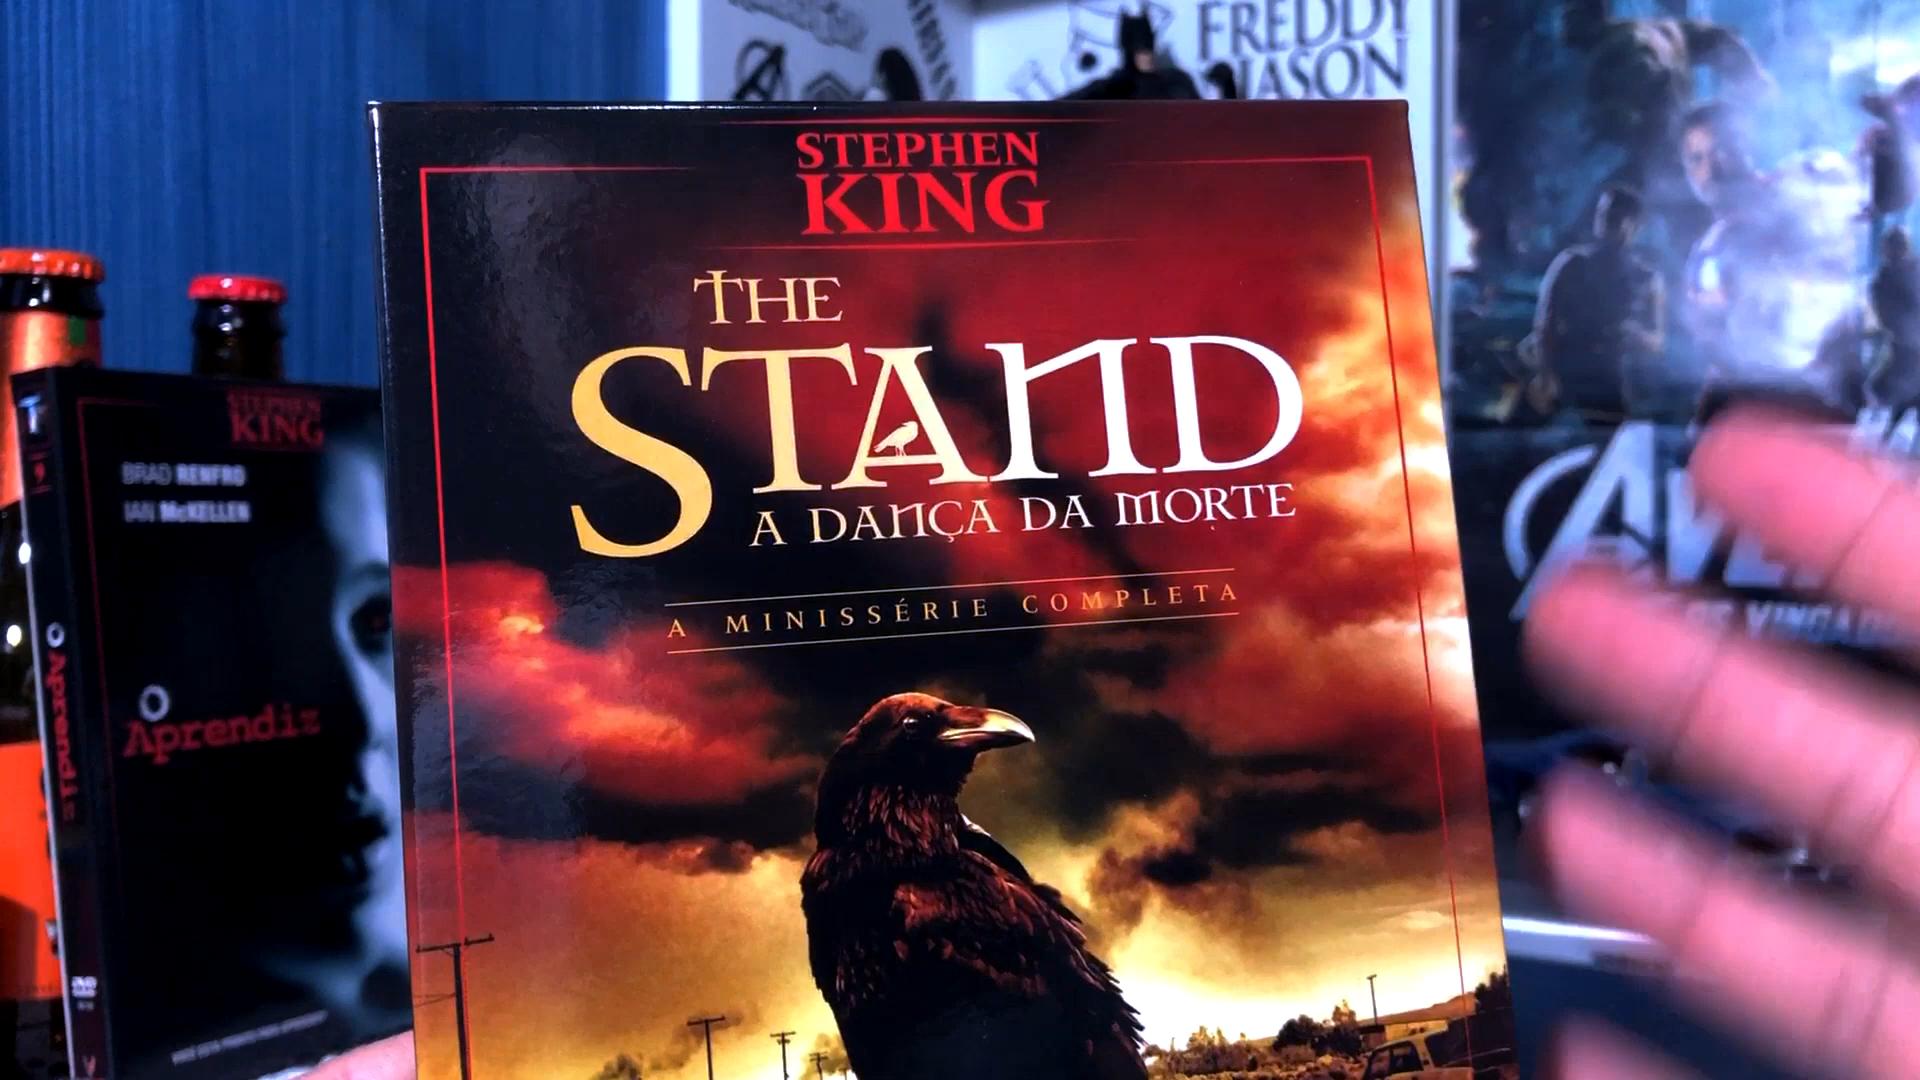 FREDDY
JASON
STEPHEN
KING
THE
STAND
A DANÇA DA MORTE
A MINISSÉRIE COMPLETA
STEPHEN
KING
BRAD RENFRO
IAN McKELLEN
O
Aprendiz
O Aprendiz
DVD